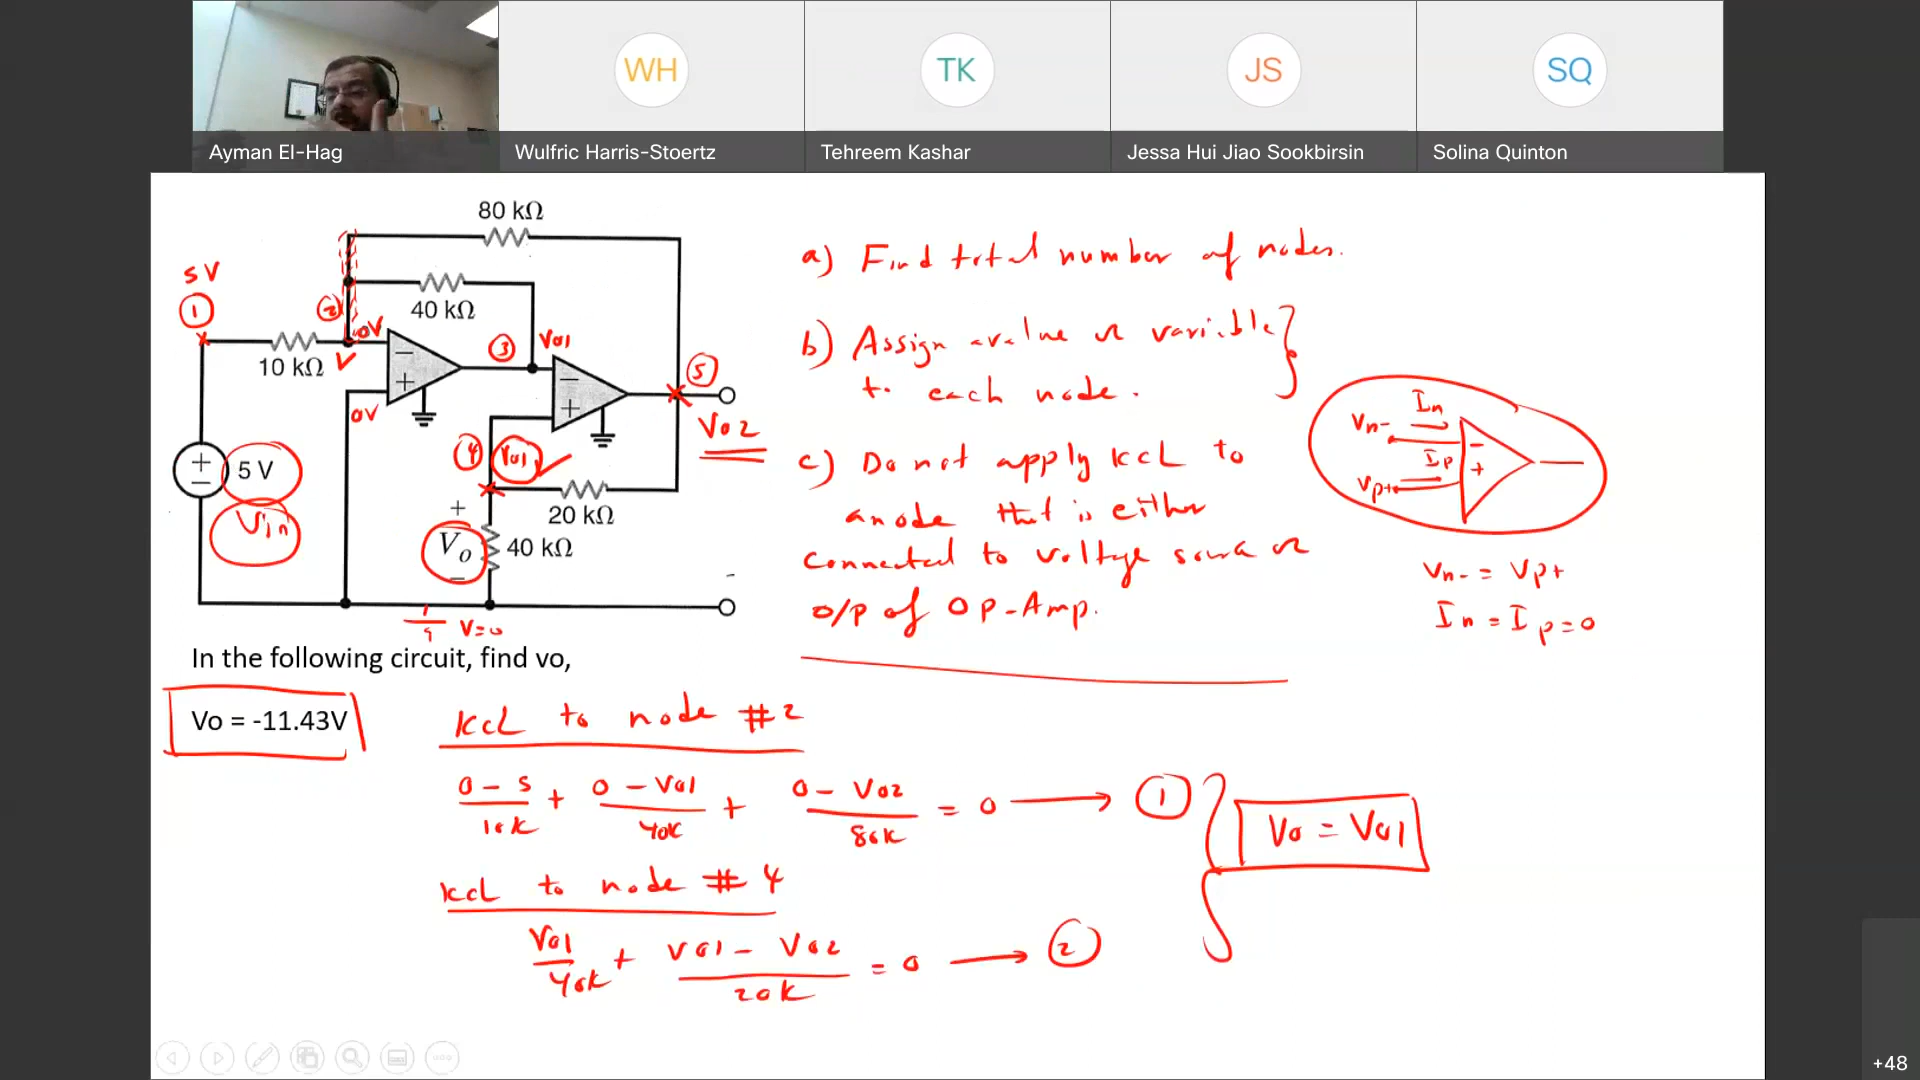 WH
TK
JS
SQ
Ayman El-Hag
Wulfric Harris-Stoertz
Tehreem Kashar
Jessa Hui Jiao Sookbirsin
Solina Quinton
80 kΩ
5V
1
2
40 kΩ
0V
10 kΩ
V
3
Vo1
5
0V
Vo2
5 V
Vin
4
Vo1
20 kΩ
+
Vo
−
40 kΩ
V=0
a) Find total number of nodes.
b) Assign a value or variable
to each node.
c) Do not apply KCL to
a node that is either
connected to voltage source or
O/P of OP-Amp.
In
Vn-
Ip
Vp+
Vn- = Vp+
In = Ip = 0
In the following circuit, find vo,
Vo = -11.43V
KCL to node #2
0 - 5 / 10K + 0 - Vo1 / 40K + 0 - Vo2 / 80K = 0 → 1
Vo = Vo1
KCL to node #4
Vo1 / 40K + Vo1 - Vo2 / 20K = 0 → 2
+48